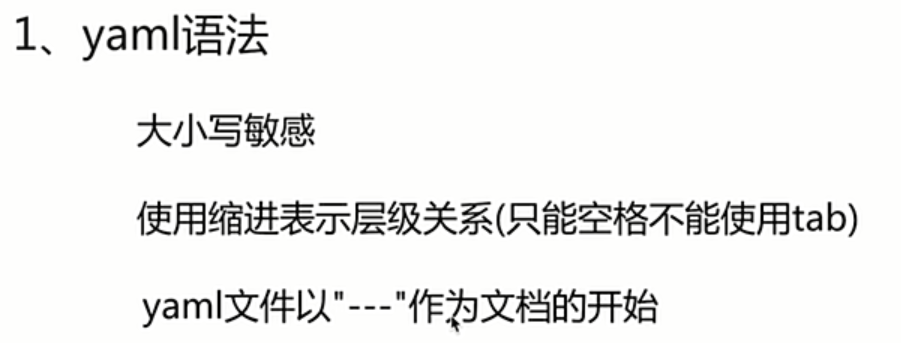 1、yaml语法
大小写敏感
使用缩进表示层级关系(只能空格不能使用tab)
yaml文件以"---"作为文档的开始